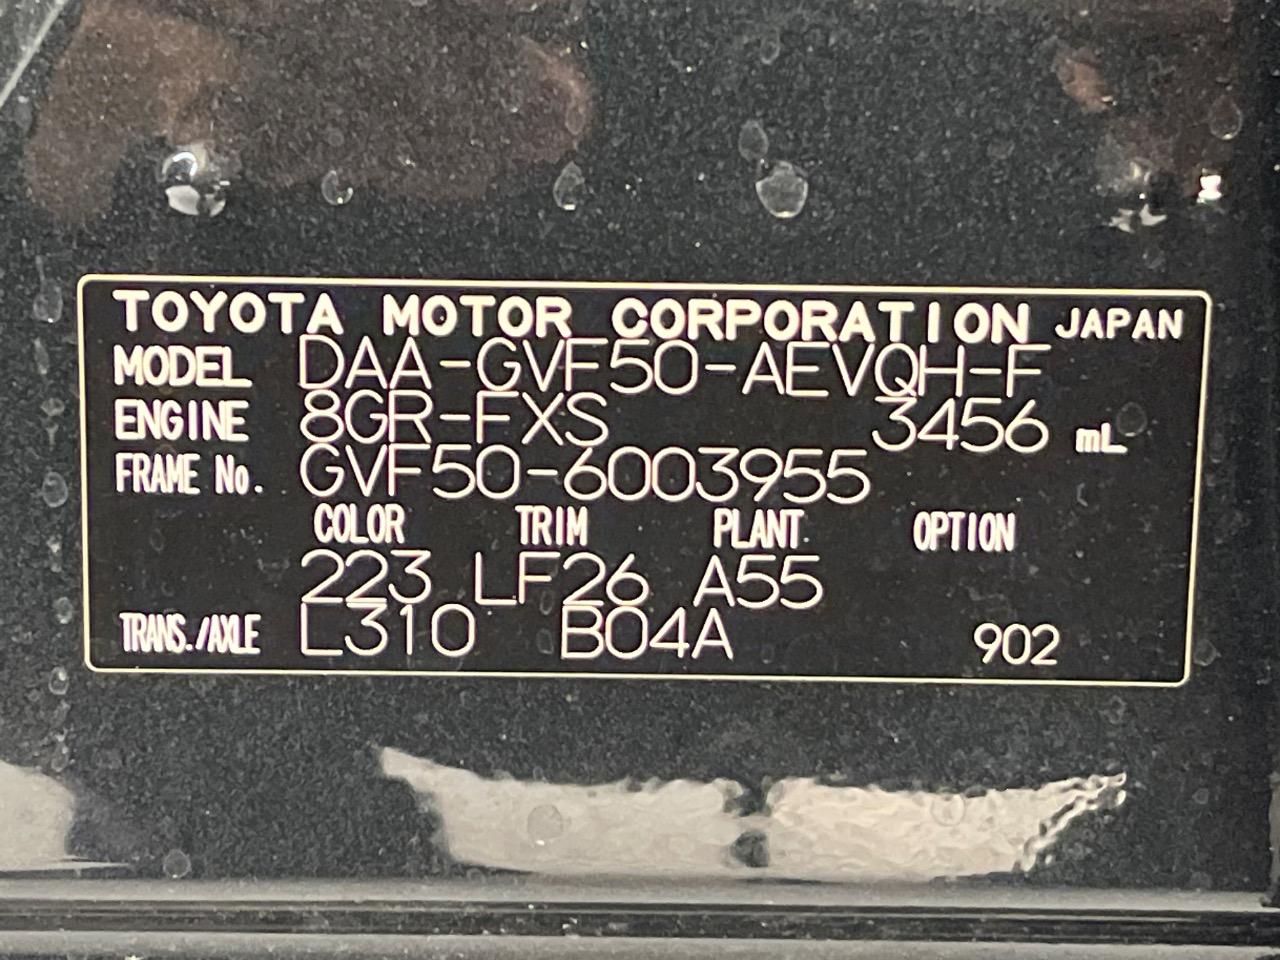 TOYOTA MOTOR CORPORATION JAPAN
MODEL DAA-GVF50-AEVQH-F
ENGINE 8GR-FXS 3456 mL
FRAME No. GVF50-6003955
COLOR TRIM PLANT OPTION
223 LF26 A55
TRANS./AXLE L310 B04A 902